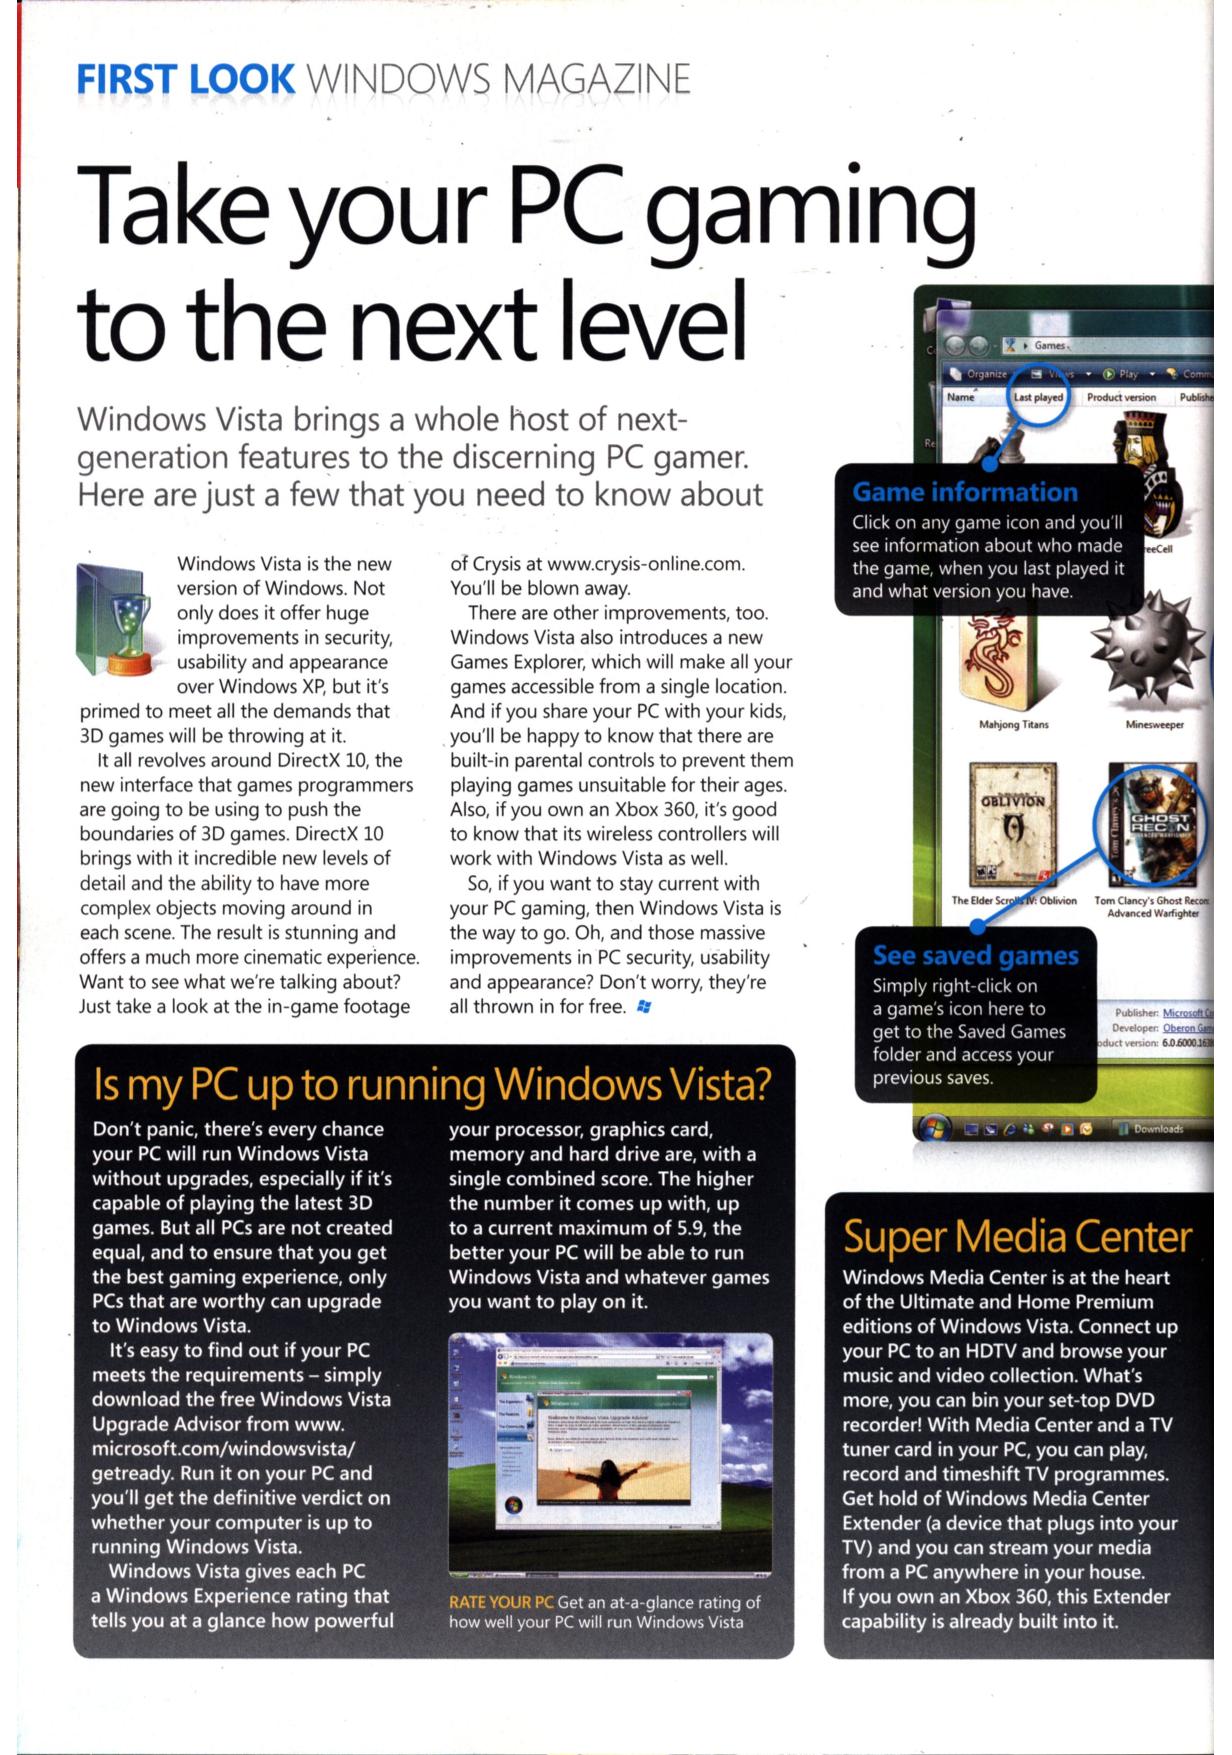 FIRST LOOK WINDOWS MAGAZINE
Take your PC gaming
to the next level
Windows Vista brings a whole host of next-
generation features to the discerning PC gamer.
Here are just a few that you need to know about
Windows Vista is the new
version of Windows. Not
only does it offer huge
improvements in security,
usability and appearance
over Windows XP, but it's
primed to meet all the demands that
3D games will be throwing at it.
It all revolves around DirectX 10, the
new interface that games programmers
are going to be using to push the
boundaries of 3D games. DirectX 10
brings with it incredible new levels of
detail and the ability to have more
complex objects moving around in
each scene. The result is stunning and
offers a much more cinematic experience.
Want to see what we're talking about?
Just take a look at the in-game footage
of Crysis at www.crysis-online.com.
You'll be blown away.
There are other improvements, too.
Windows Vista also introduces a new
Games Explorer, which will make all your
games accessible from a single location.
And if you share your PC with your kids,
you'll be happy to know that there are
built-in parental controls to prevent them
playing games unsuitable for their ages.
Also, if you own an Xbox 360, it's good
to know that its wireless controllers will
work with Windows Vista as well.
So, if you want to stay current with
your PC gaming, then Windows Vista is
the way to go. Oh, and those massive
improvements in PC security, usability
and appearance? Don't worry, they're
all thrown in for free.
Games
Organize Views Play Commu
Name Last played Product version Publishe
Game information
Click on any game icon and you'll
see information about who made
the game, when you last played it
and what version you have.
reeCell
Mahjong Titans
Minesweeper
OBLIVION
Tom Clancy's
GHOST
RECON
ADVANCED WARFIGHTER
The Elder Scrolls IV: Oblivion
Tom Clancy's Ghost Recon
Advanced Warfighter
See saved games
Simply right-click on
a game's icon here to
get to the Saved Games
folder and access your
previous saves.
Publisher: Microsoft Co
Developer: Oberon Gam
oduct version: 6.0.6000.1638
Downloads
Is my PC up to running Windows Vista?
Don't panic, there's every chance
your PC will run Windows Vista
without upgrades, especially if it's
capable of playing the latest 3D
games. But all PCs are not created
equal, and to ensure that you get
the best gaming experience, only
PCs that are worthy can upgrade
to Windows Vista.
It's easy to find out if your PC
meets the requirements – simply
download the free Windows Vista
Upgrade Advisor from www.
microsoft.com/windowsvista/
getready. Run it on your PC and
you'll get the definitive verdict on
whether your computer is up to
running Windows Vista.
Windows Vista gives each PC
a Windows Experience rating that
tells you at a glance how powerful
your processor, graphics card,
memory and hard drive are, with a
single combined score. The higher
the number it comes up with, up
to a current maximum of 5.9, the
better your PC will be able to run
Windows Vista and whatever games
you want to play on it.
Welcome to Windows Vista Upgrade Advisor
RATE YOUR PC Get an at-a-glance rating of
how well your PC will run Windows Vista
Super Media Center
Windows Media Center is at the heart
of the Ultimate and Home Premium
editions of Windows Vista. Connect up
your PC to an HDTV and browse your
music and video collection. What's
more, you can bin your set-top DVD
recorder! With Media Center and a TV
tuner card in your PC, you can play,
record and timeshift TV programmes.
Get hold of Windows Media Center
Extender (a device that plugs into your
TV) and you can stream your media
from a PC anywhere in your house.
If you own an Xbox 360, this Extender
capability is already built into it.